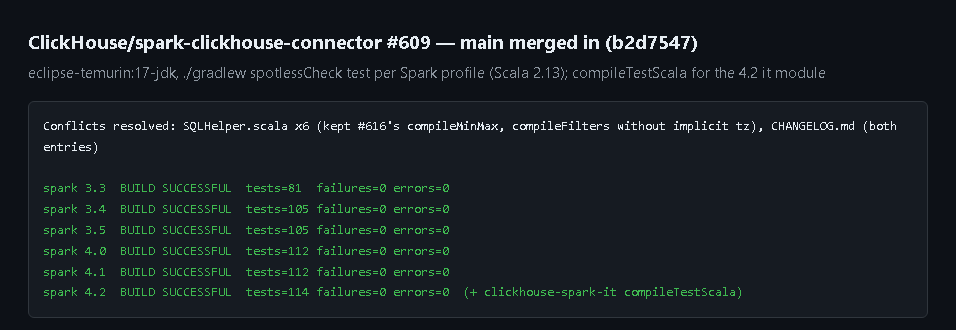 ClickHouse/spark-clickhouse-connector #609 — main merged in (b2d7547)
eclipse-temurin:17-jdk, ./gradlew spotlessCheck test per Spark profile (Scala 2.13); compileTestScala for the 4.2 it module
Conflicts resolved: SQLHelper.scala x6 (kept #616's compileMinMax, compileFilters without implicit tz), CHANGELOG.md (both
entries)
spark 3.3  BUILD SUCCESSFUL  tests=81  failures=0 errors=0
spark 3.4  BUILD SUCCESSFUL  tests=105 failures=0 errors=0
spark 3.5  BUILD SUCCESSFUL  tests=105 failures=0 errors=0
spark 4.0  BUILD SUCCESSFUL  tests=112 failures=0 errors=0
spark 4.1  BUILD SUCCESSFUL  tests=112 failures=0 errors=0
spark 4.2  BUILD SUCCESSFUL  tests=114 failures=0 errors=0  (+ clickhouse-spark-it compileTestScala)